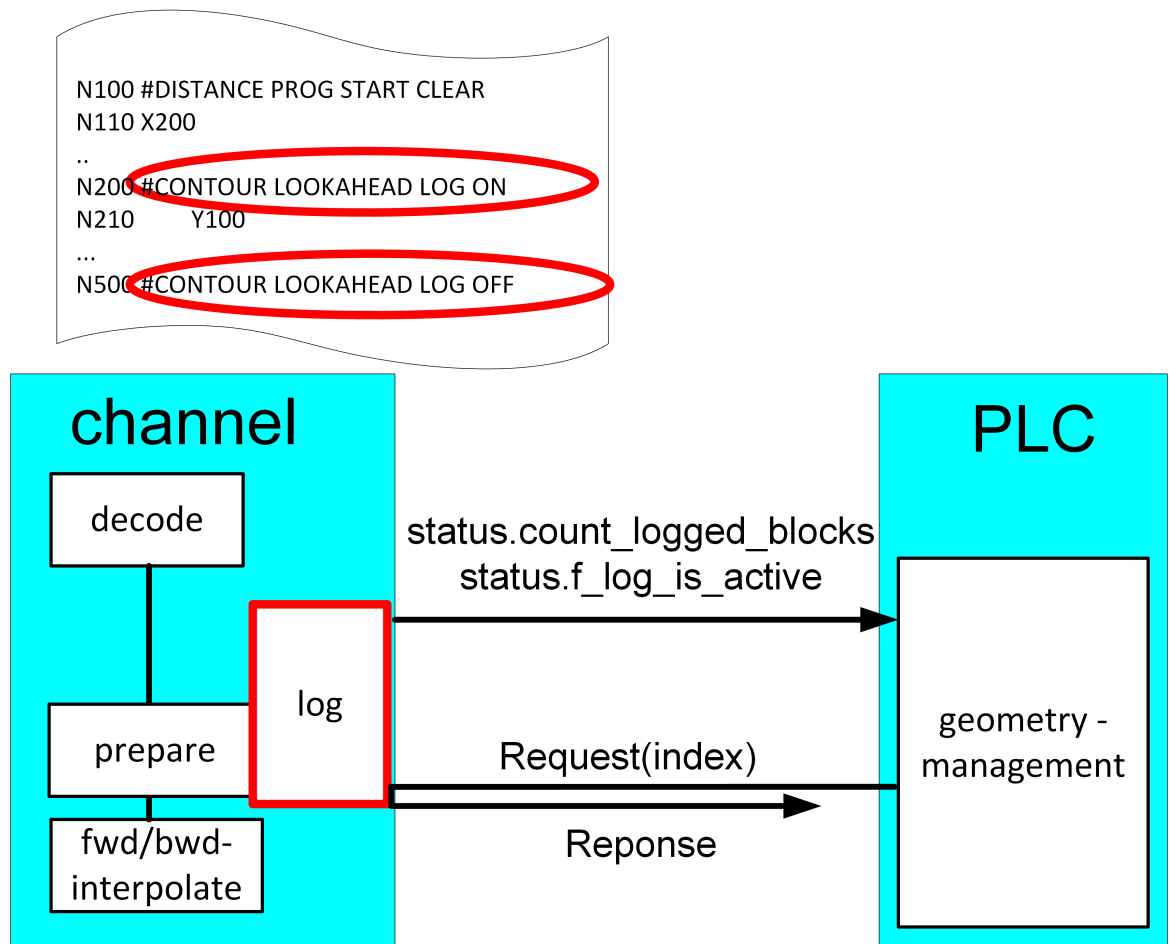 N100 #DISTANCE PROG START CLEAR
N110 X200
..
N200 #CONTOUR LOOKAHEAD LOG ON
N210 Y100
...
N500 #CONTOUR LOOKAHEAD LOG OFF
channel
decode
log
prepare
fwd/bwd-
interpolate
status.count_logged_blocks
status.f_log_is_active
Request(index)
Reponse
PLC
geometry -
management